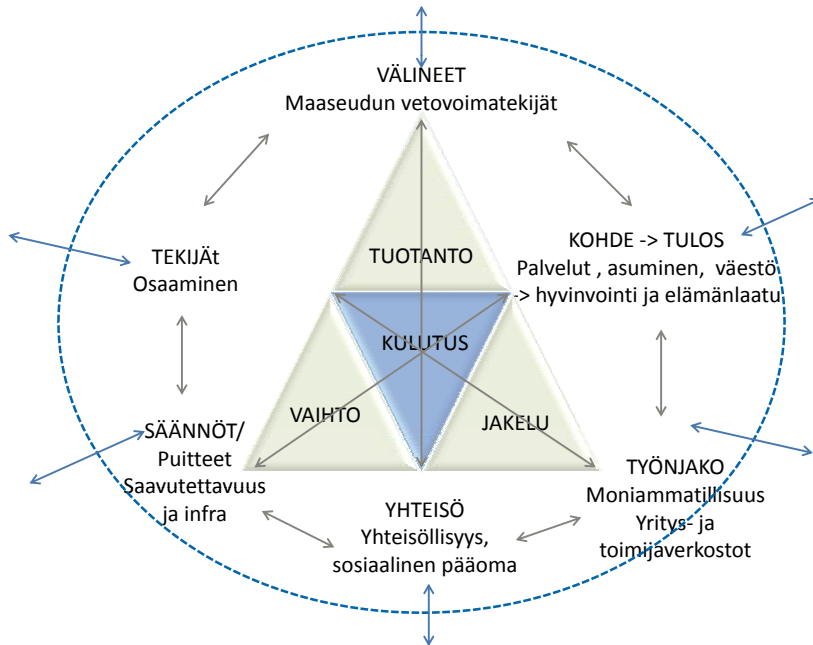 VÄLINEET
Maaseudun vetovoimatekijät
TEKIJÄt
Osaaminen
TUOTANTO
KOHDE -> TULOS
Palvelut , asuminen, väestö
-> hyvinvointi ja elämänlaatu
KULUTUS
VAIHTO
JAKELU
SÄÄNNÖT/
Puitteet
Saavutettavuus
ja infra
YHTEISÖ
Yhteisöllisyys,
sosiaalinen pääoma
TYÖNJAKO
Moniammatillisuus
Yritys- ja
toimijaverkostot